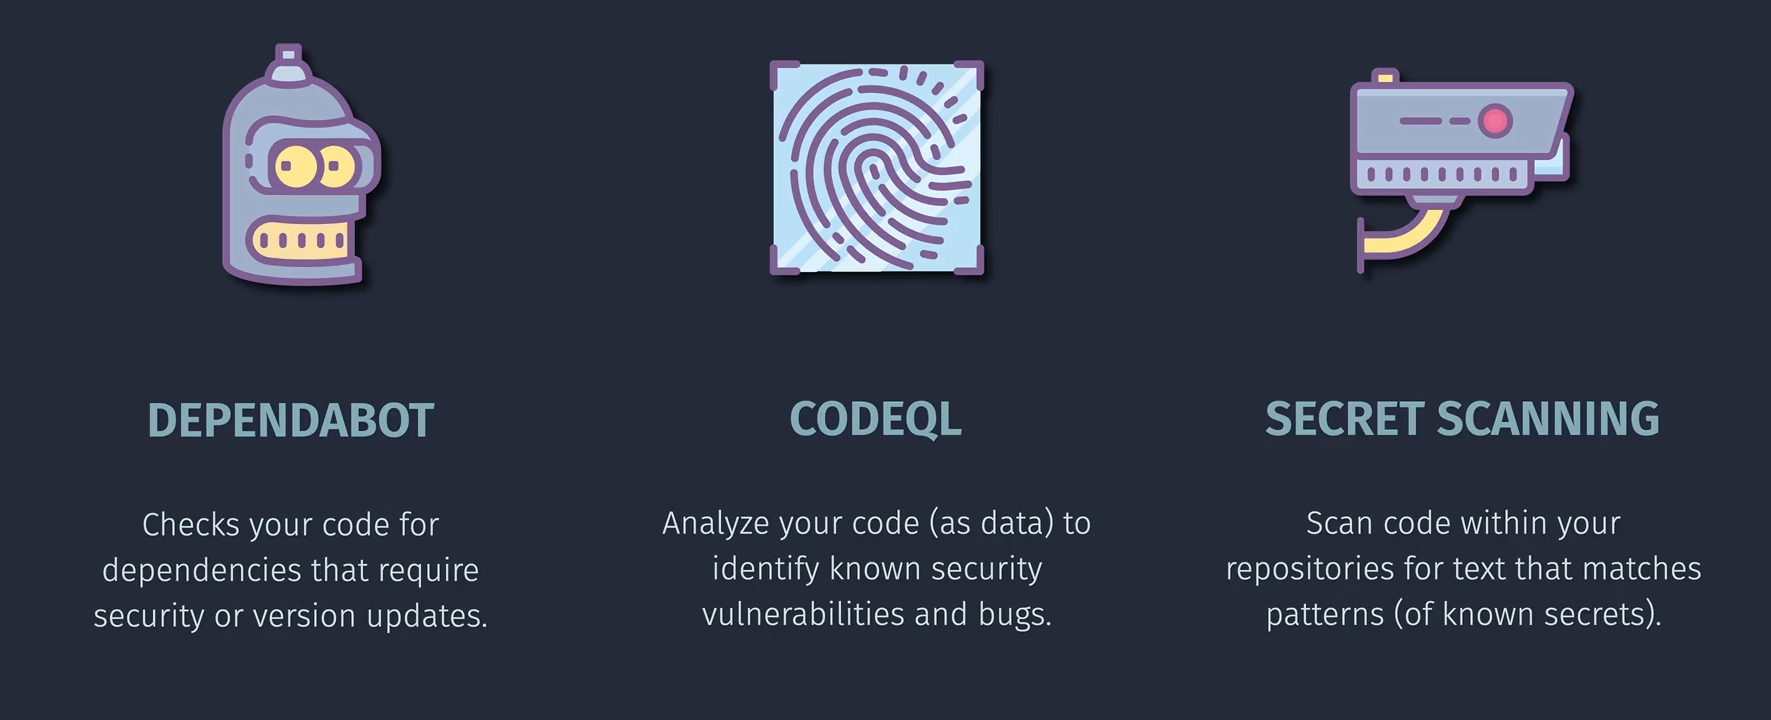 DEPENDABOT
Checks your code for
dependencies that require
security or version updates.
CODEQL
Analyze your code (as data) to
identify known security
vulnerabilities and bugs.
SECRET SCANNING
Scan code within your
repositories for text that matches
patterns (of known secrets).